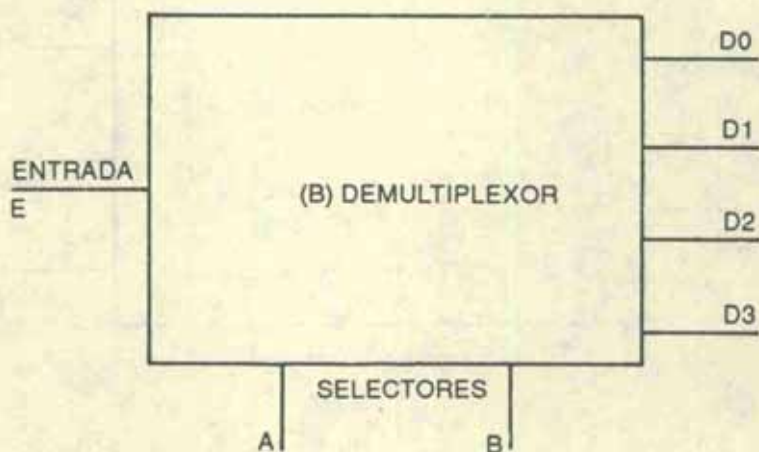 D0
D1
ENTRADA
E
(B) DEMULTIPLEXOR
D2
D3
SELECTORES
A
B